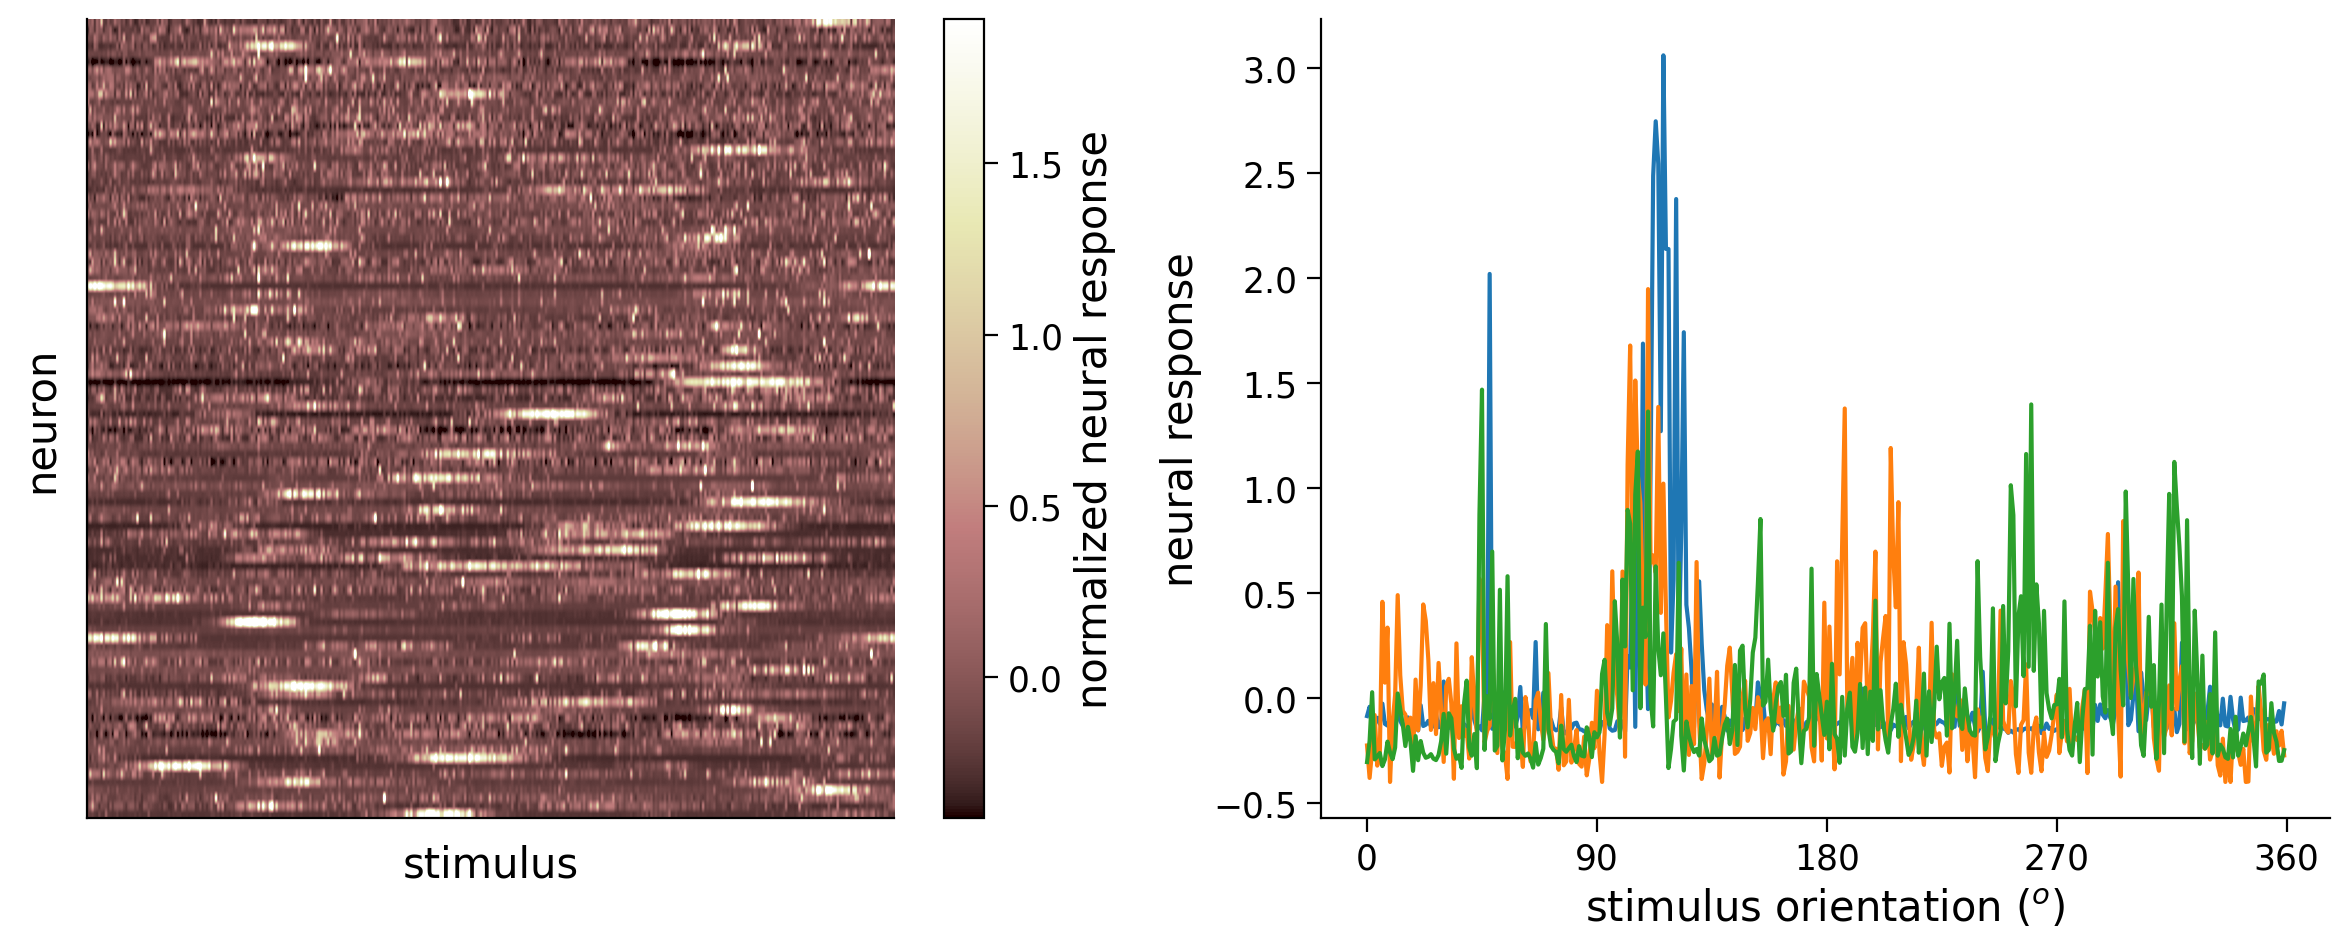 neuron
stimulus
1.5
1.0
0.5
0.0
normalized neural response
neural response
3.0
2.5
2.0
1.5
1.0
0.5
0.0
−0.5
0 90 180 270 360
stimulus orientation (º)